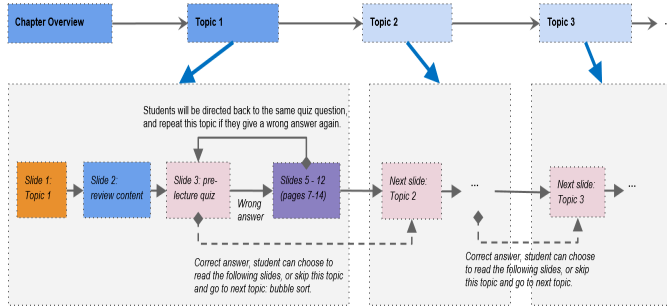 Chapter Overview
Topic 1
Topic 2
Topic 3
Students will be directed back to the same quiz question,
and repeat this topic if they give a wrong answer again.
Slide 1:
Topic 1
Slide 2:
review content
Slide 3: pre-
lecture quiz
Wrong
answer
Slides 5 - 12
(pages 7-14)
Next slide:
Topic 2
...
Next slide:
Topic 3
...
Correct answer, student can choose to
read the following slides, or skip this topic
and go to next topic: bubble sort.
Correct answer, student can choose
to read the following slides, or skip
this topic and go to next topic.